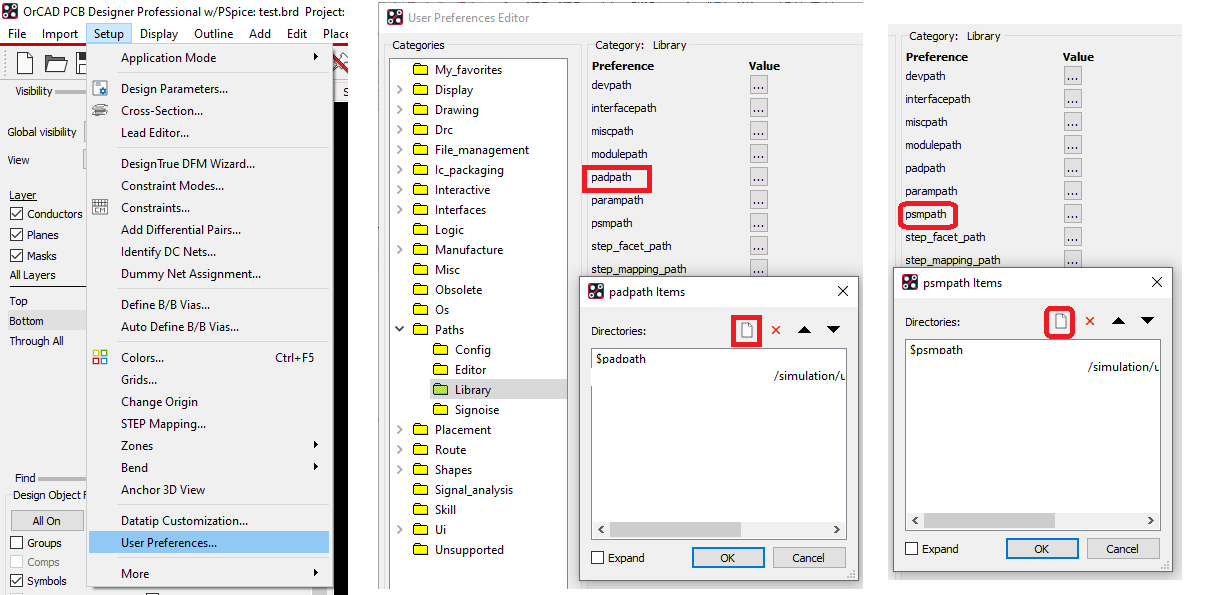 OrCAD PCB Designer Professional w/PSpice: test.brd Project:
File Import Setup Display Outline Add Edit Place
Visibility
Global visibility
View
Layer
Conductors
Planes
Masks
All Layers
Top
Bottom
Through All
Find
Design Object F
All On
Groups
Comps
Symbols
Application Mode
Design Parameters...
Cross-Section...
Lead Editor...
DesignTrue DFM Wizard...
Constraint Modes...
Constraints...
Add Differential Pairs...
Identify DC Nets...
Dummy Net Assignment...
Define B/B Vias...
Auto Define B/B Vias...
Colors... Ctrl+F5
Grids...
Change Origin
STEP Mapping...
Zones
Bend
Anchor 3D View
Datatip Customization...
User Preferences...
More
User Preferences Editor
Categories
My_favorites
Display
Drawing
Drc
File_management
Ic_packaging
Interactive
Interfaces
Logic
Manufacture
Misc
Obsolete
Os
Paths
Config
Editor
Library
Signoise
Placement
Route
Shapes
Signal_analysis
Skill
Ui
Unsupported
Category: Library
Preference Value
devpath ...
interfacepath ...
miscpath ...
modulepath ...
padpath ...
parampath ...
psmpath ...
step_facet_path ...
step_mapping_path ...
padpath Items
Directories:
$padpath
/simulation/u
Expand OK Cancel
Category: Library
Preference Value
devpath ...
interfacepath ...
miscpath ...
modulepath ...
padpath ...
parampath ...
psmpath ...
step_facet_path ...
step_mapping_path ...
psmpath Items
Directories:
$psmpath
/simulation/u
Expand OK Cancel